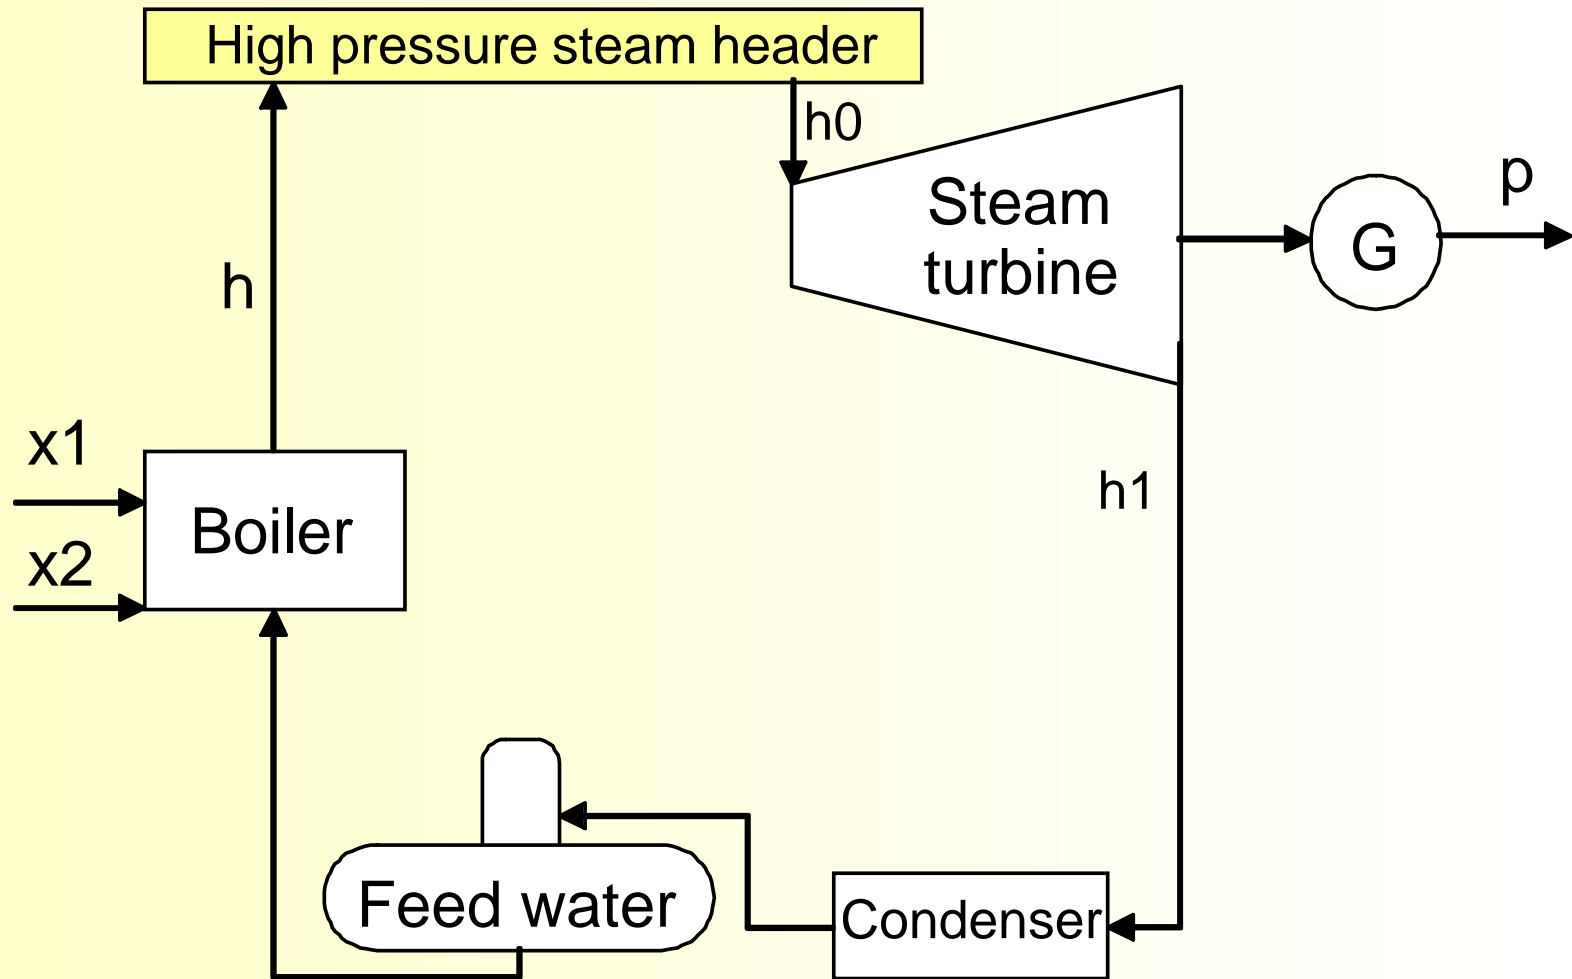 High pressure steam header
h0
Steam
turbine
G
p
h
x1
x2
Boiler
h1
Feed water
Condenser